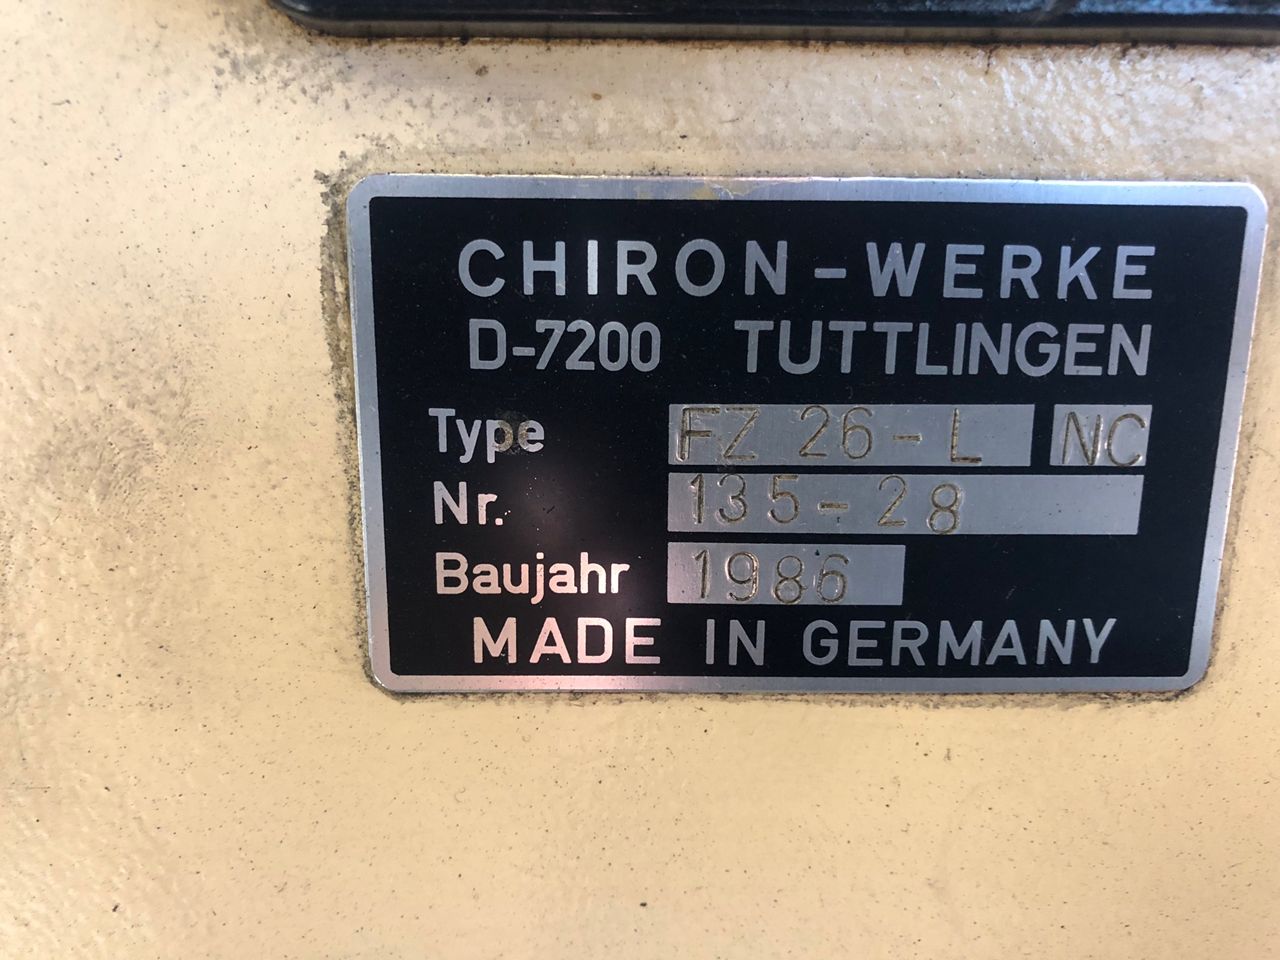 CHIRON-WERKE
D-7200 TUTTLINGEN
Type FZ 26-L NC
Nr. 135-28
Baujahr 1986
MADE IN GERMANY